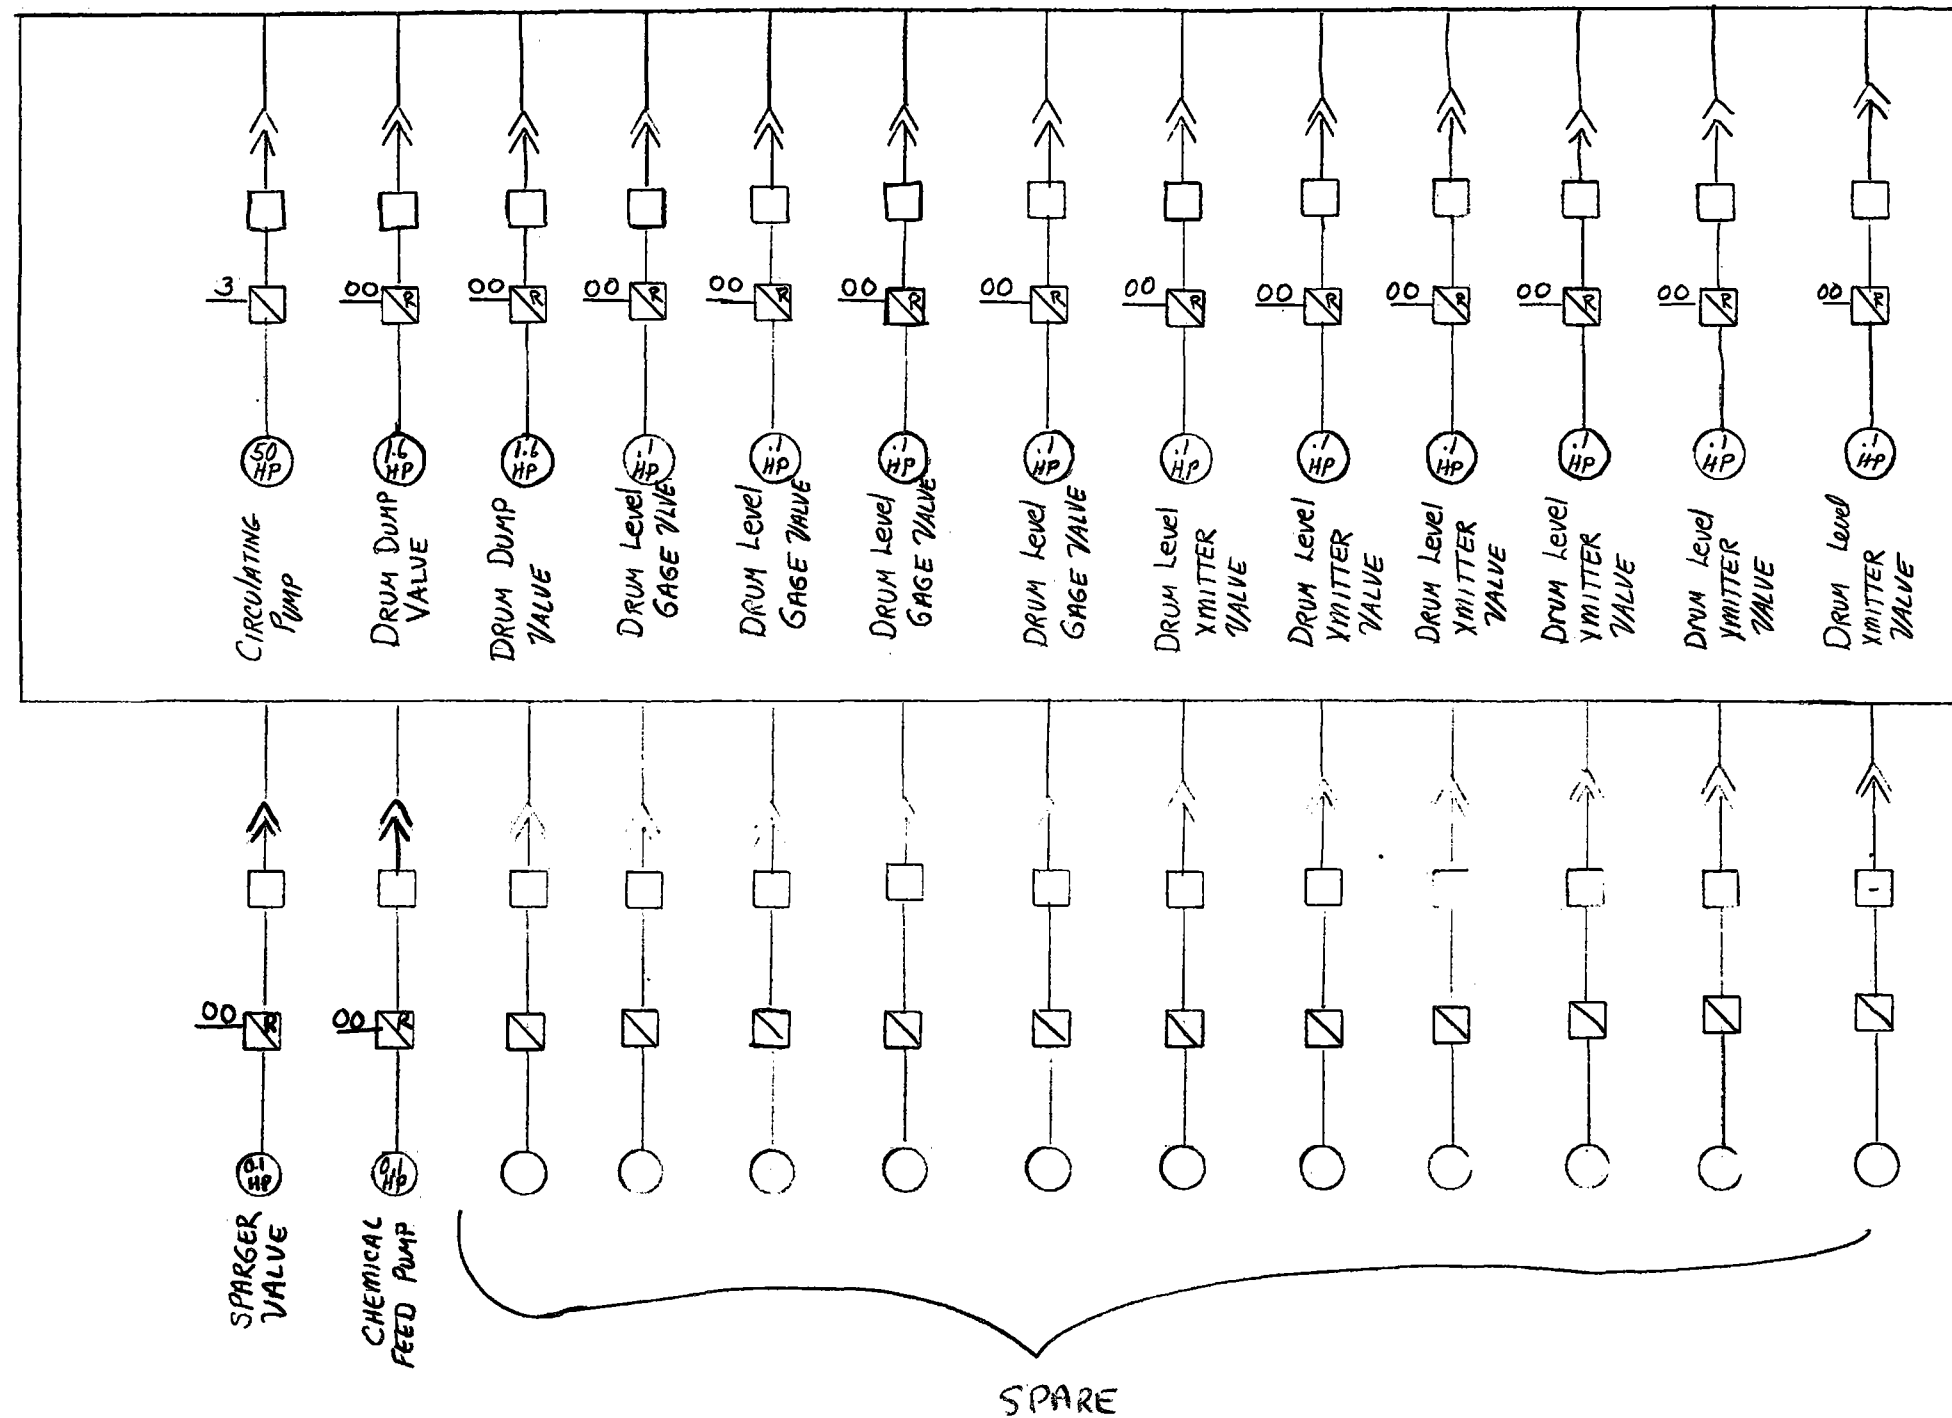 3
00
00
00
00
00
00
00
00
00
00
00
00
R
R
R
R
R
R
R
R
R
R
R
R
50
HP
1.6
HP
1.6
HP
.1
HP
.1
HP
.1
HP
.1
HP
.1
H.P
.1
HP
.1
HP
.1
HP
.1
HP
.1
HP
CIRCULATING
PUMP
DRUM DUMP
VALVE
DRUM DUMP
VALVE
DRUM Level
GAGE VLVE
DRUM Level
GAGE VALVE
DRUM Level
GAGE VALVE
DRUM Level
GAGE VALVE
DRUM Level
XMITTER
VALVE
DRUM Level
XMITTER
VALVE
DRUM Level
XMITTER
VALVE
DRUM Level
XMITTER
VALVE
DRUM Level
XMITTER
VALVE
DRUM Level
XMITTER
VALVE
00
00
R
R
0.1
HP
0.1
HP
SPARGER
VALVE
CHEMICAL
FEED PUMP
SPARE